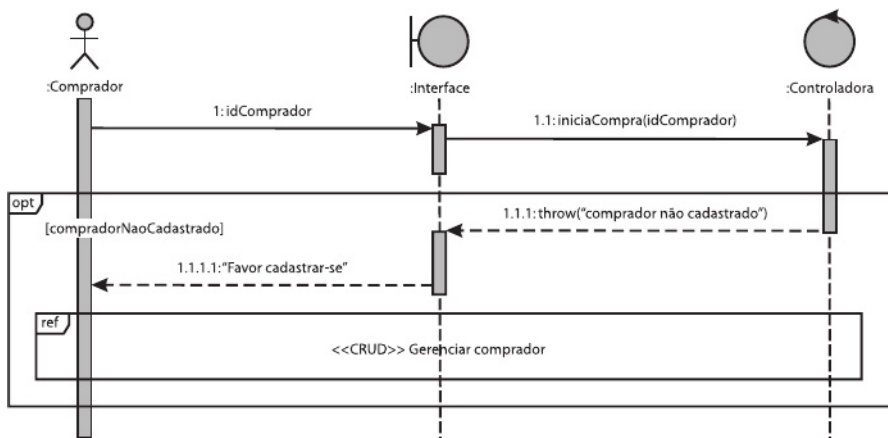 :Comprador
:Interface
:Controladora
1: idComprador
1.1: iniciaCompra(idComprador)
opt
1.1.1: throw(“comprador não cadastrado”)
[compradorNaoCadastrado]
1.1.1.1:“Favor cadastrar-se”
ref
<<CRUD>> Gerenciar comprador